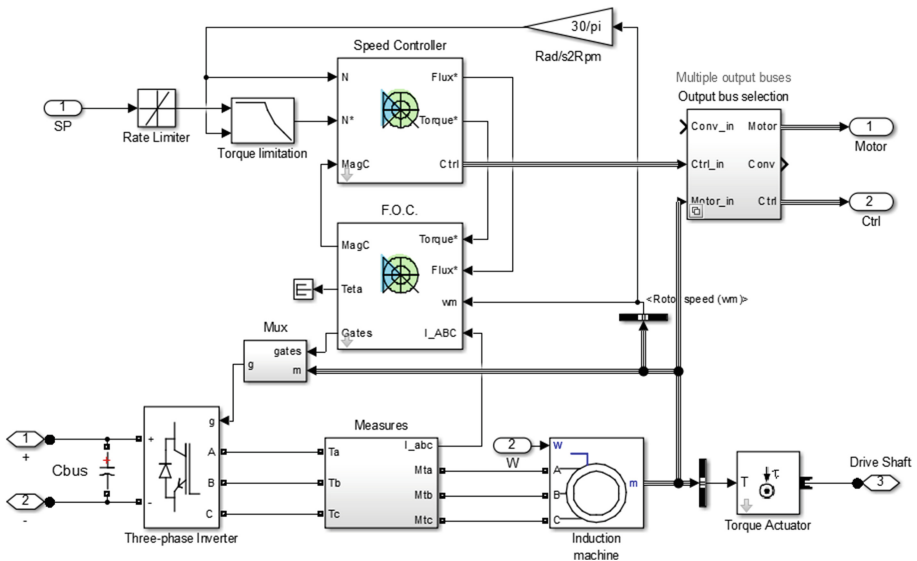 30/pi
Rad/s2Rpm
Speed Controller
N
Flux*
N*
Torque*
MagC
Ctrl
1
SP
Rate Limiter
Torque limitation
Multiple output buses
Output bus selection
Conv_in
Motor
Ctrl_in
Conv
Motor_in
Ctrl
1
Motor
2
Ctrl
F.O.C.
MagC
Torque*
Flux*
Teta
wm
Gates
I_ABC
<Roto speed (wm)>
Mux
gates
g
m
1
+
Cbus
2
-
g
+
A
B
-
C
Three-phase Inverter
Measures
Ta
I_abc
Tb
Mta
Mtb
Tc
Mtc
2
W
w
A
B
m
C
Induction
machine
T
τ
Torque Actuator
Drive Shaft
3